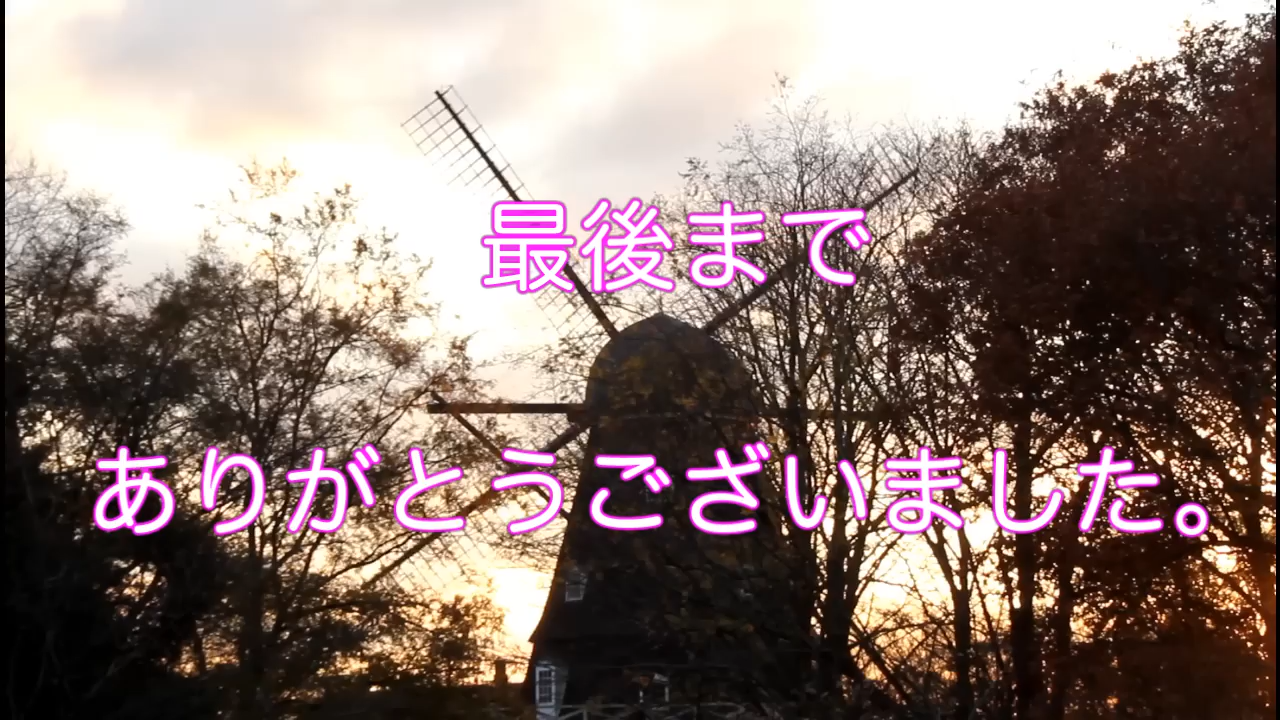 最後まで
ありがとうございました。